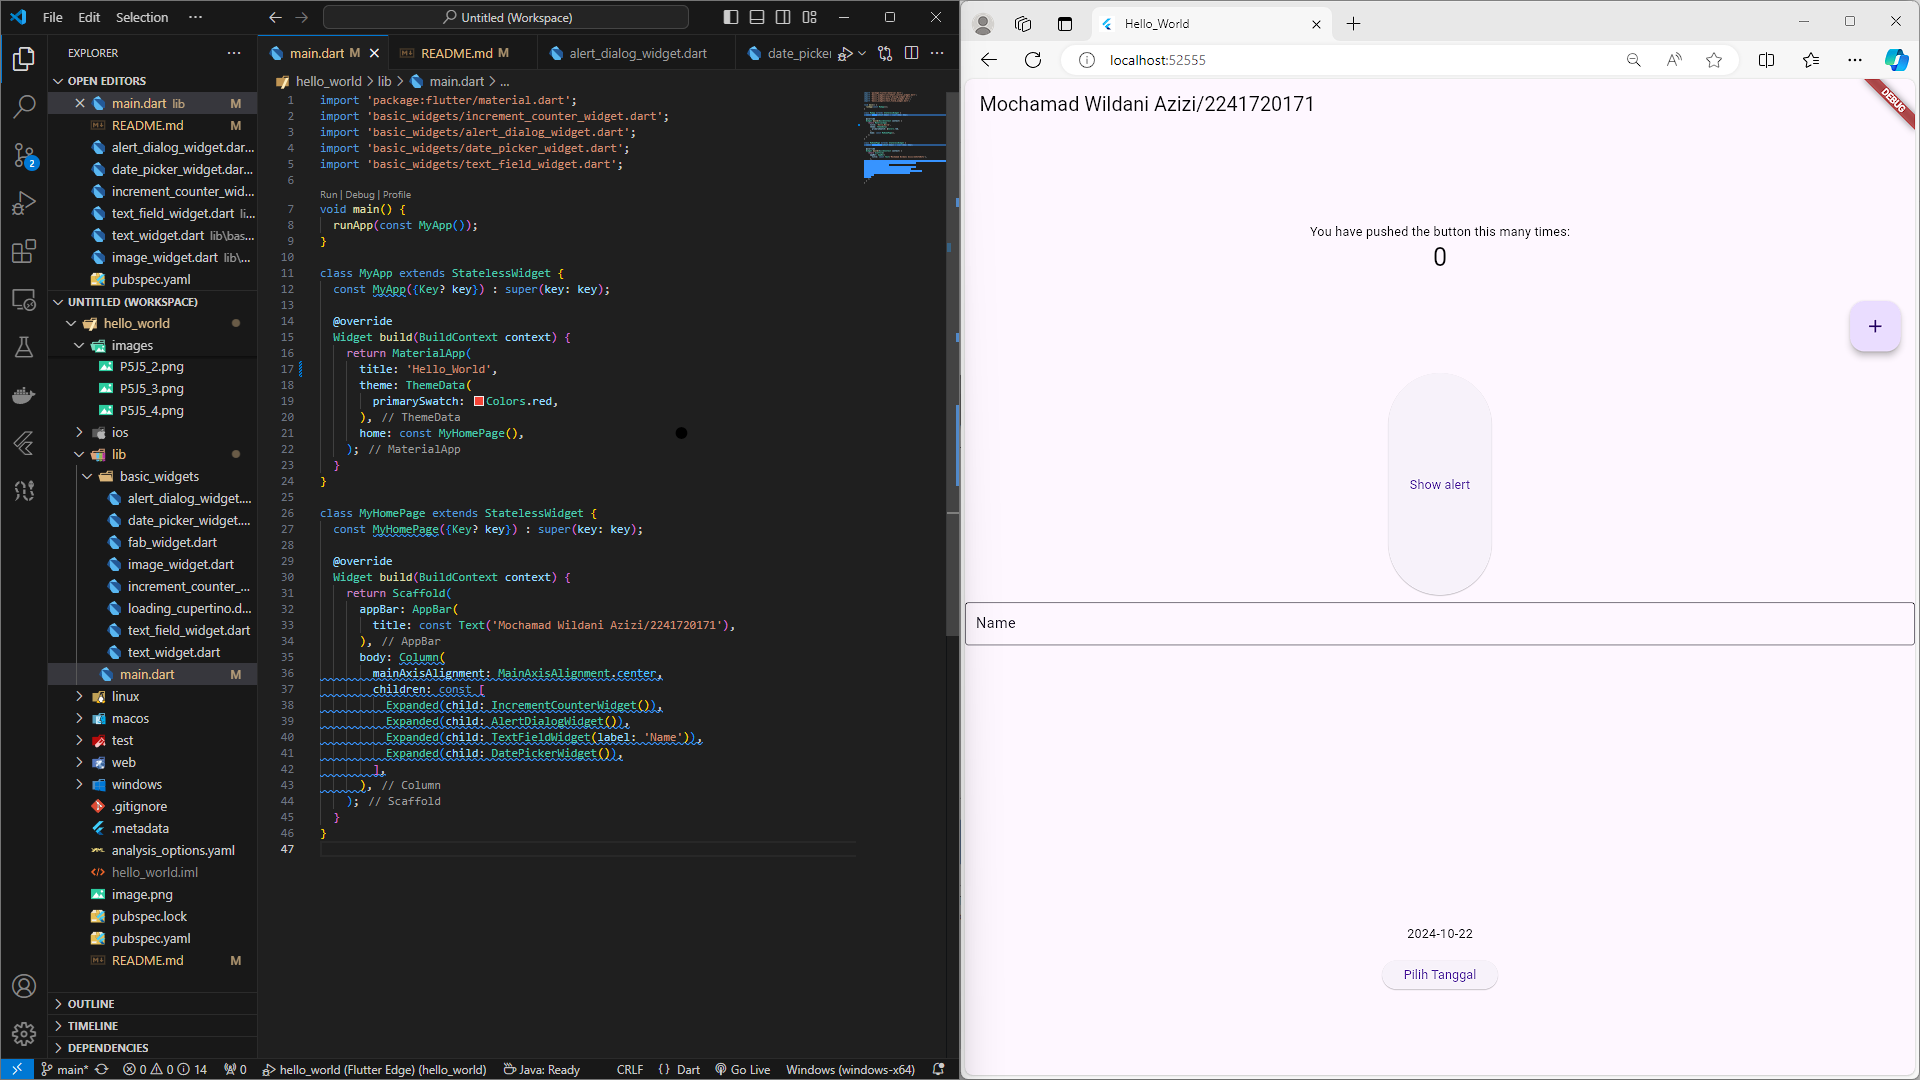 File Edit Selection ···
Untitled (Workspace)
EXPLORER
OPEN EDITORS
main.dart lib M
README.md M
alert_dialog_widget.dar...
date_picker_widget.dar...
increment_counter_wid...
text_field_widget.dart li...
text_widget.dart lib\bas...
image_widget.dart lib\...
pubspec.yaml
UNTITLED (WORKSPACE)
hello_world
images
P5J5_2.png
P5J5_3.png
P5J5_4.png
ios
lib
basic_widgets
alert_dialog_widget....
date_picker_widget....
fab_widget.dart
image_widget.dart
increment_counter_...
loading_cupertino.d...
text_field_widget.dart
text_widget.dart
main.dart M
linux
macos
test
web
windows
.gitignore
.metadata
analysis_options.yaml
hello_world.iml
image.png
pubspec.lock
pubspec.yaml
README.md M
OUTLINE
TIMELINE
DEPENDENCIES
2
main.dart M README.md M alert_dialog_widget.dart date_picker
hello_world > lib > main.dart > ...
1 import 'package:flutter/material.dart';
2 import 'basic_widgets/increment_counter_widget.dart';
3 import 'basic_widgets/alert_dialog_widget.dart';
4 import 'basic_widgets/date_picker_widget.dart';
5 import 'basic_widgets/text_field_widget.dart';
6
Run | Debug | Profile
7 void main() {
8 runApp(const MyApp());
9 }
10
11 class MyApp extends StatelessWidget {
12 const MyApp({Key? key}) : super(key: key);
13
14 @override
15 Widget build(BuildContext context) {
16 return MaterialApp(
17 title: 'Hello_World',
18 theme: ThemeData(
19 primarySwatch: Colors.red,
20 ), // ThemeData
21 home: const MyHomePage(),
22 ); // MaterialApp
23 }
24 }
25
26 class MyHomePage extends StatelessWidget {
27 const MyHomePage({Key? key}) : super(key: key);
28
29 @override
30 Widget build(BuildContext context) {
31 return Scaffold(
32 appBar: AppBar(
33 title: const Text('Mochamad Wildani Azizi/2241720171'),
34 ), // AppBar
35 body: Column(
36 mainAxisAlignment: MainAxisAlignment.center,
37 children: const [
38 Expanded(child: IncrementCounterWidget()),
39 Expanded(child: AlertDialogWidget()),
40 Expanded(child: TextFieldWidget(label: 'Name')),
41 Expanded(child: DatePickerWidget()),
42 ],
43 ), // Column
44 ); // Scaffold
45 }
46 }
47
main* 0 0 14 0 hello_world (Flutter Edge) (hello_world) Java: Ready CRLF {} Dart Go Live Windows (windows-x64)
Hello_World
localhost:52555
DEBUG
Mochamad Wildani Azizi/2241720171
You have pushed the button this many times:
0
+
Show alert
Name
2024-10-22
Pilih Tanggal